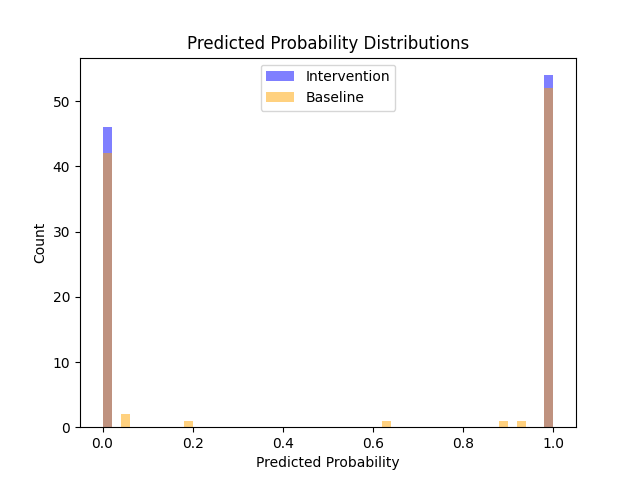 Predicted Probability Distributions
Intervention
Baseline
Count
50
40
30
20
10
0
0.0 0.2 0.4 0.6 0.8 1.0
Predicted Probability